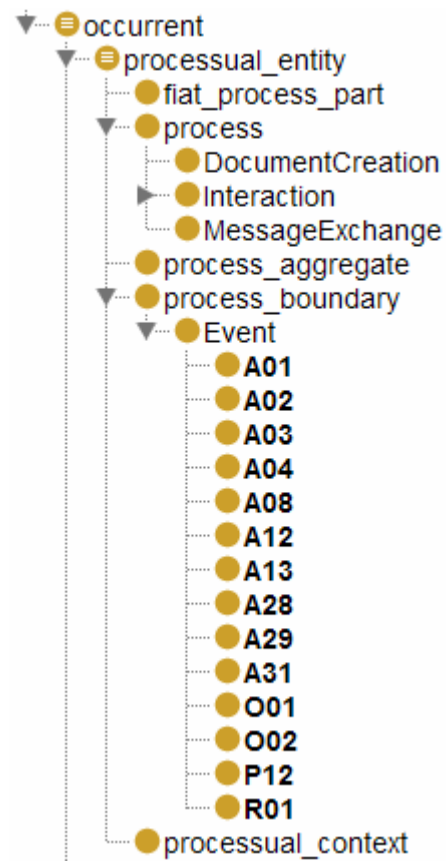 occurrent
processual_entity
fiat_process_part
process
DocumentCreation
Interaction
MessageExchange
process_aggregate
process_boundary
Event
A01
A02
A03
A04
A08
A12
A13
A28
A29
A31
O01
O02
P12
R01
processual_context